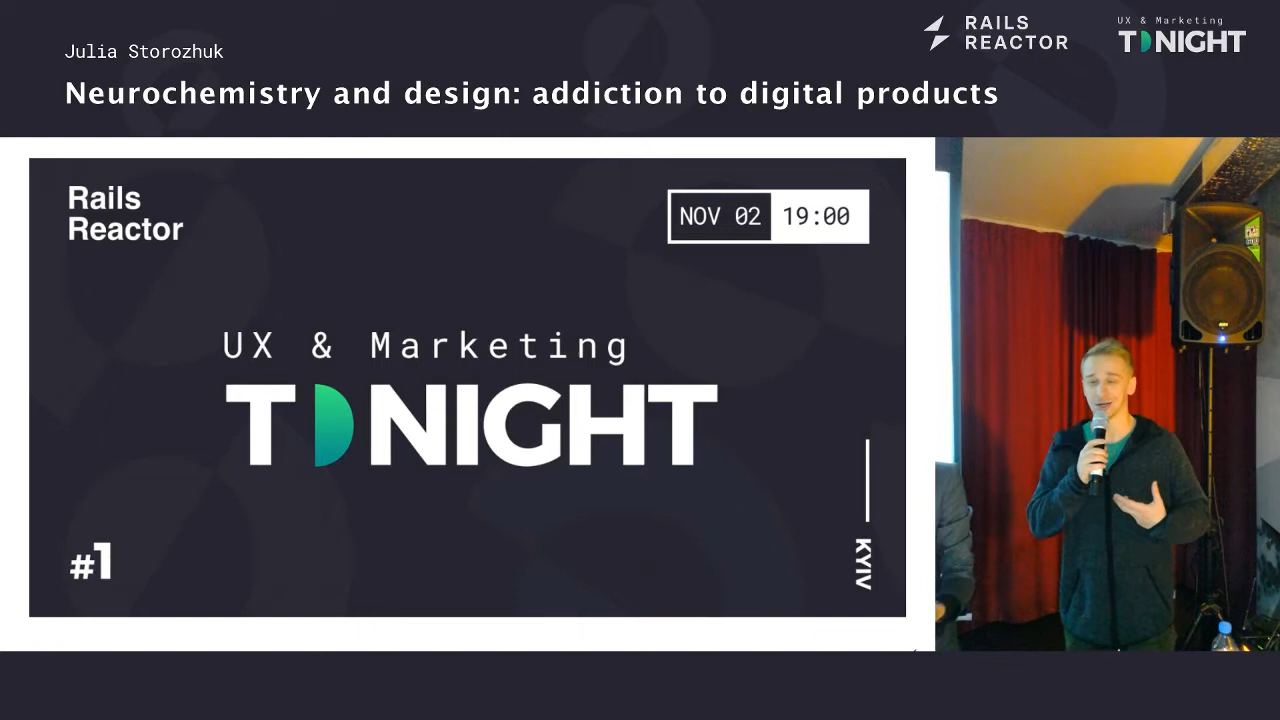 Julia Storozhuk
Neurochemistry and design: addiction to digital products
RAILS
REACTOR
UX & Marketing
TONIGHT
Rails
Reactor
NOV 02 19:00
UX & Marketing
TONIGHT
#1
KYIV